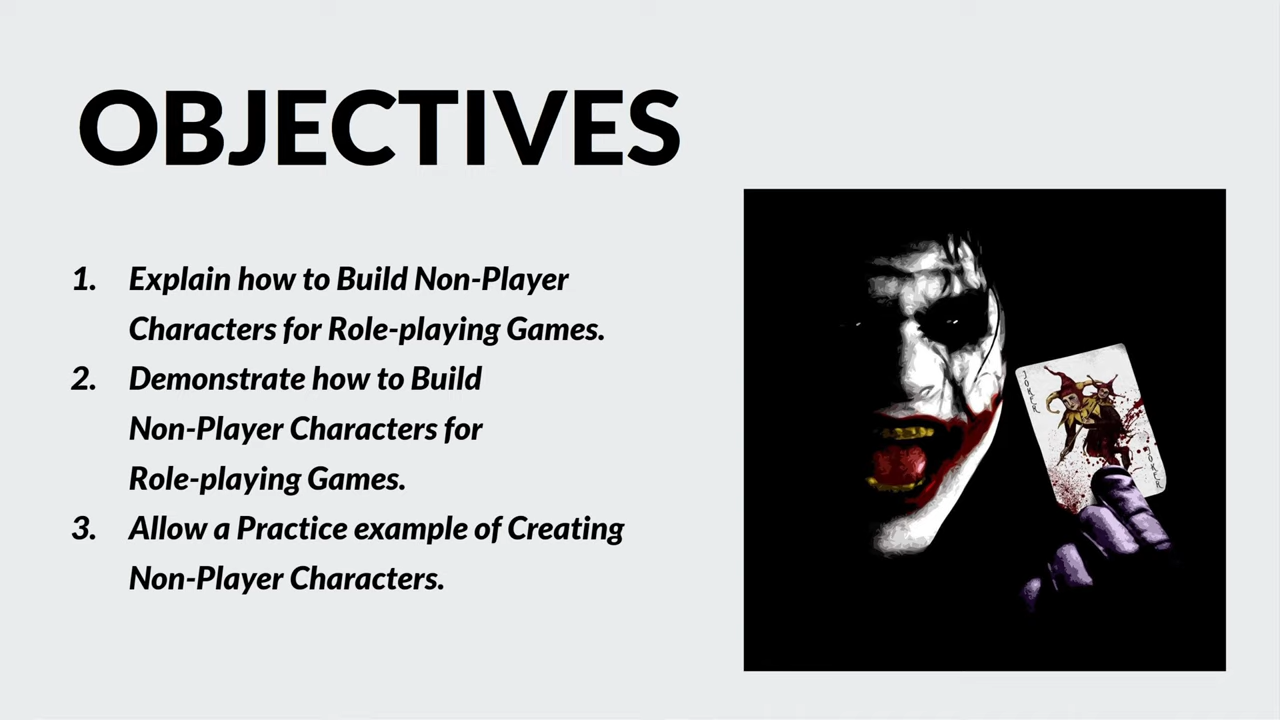 OBJECTIVES
1. Explain how to Build Non-Player
Characters for Role-playing Games.
2. Demonstrate how to Build
Non-Player Characters for
Role-playing Games.
3. Allow a Practice example of Creating
Non-Player Characters.
JOKER
JOKER